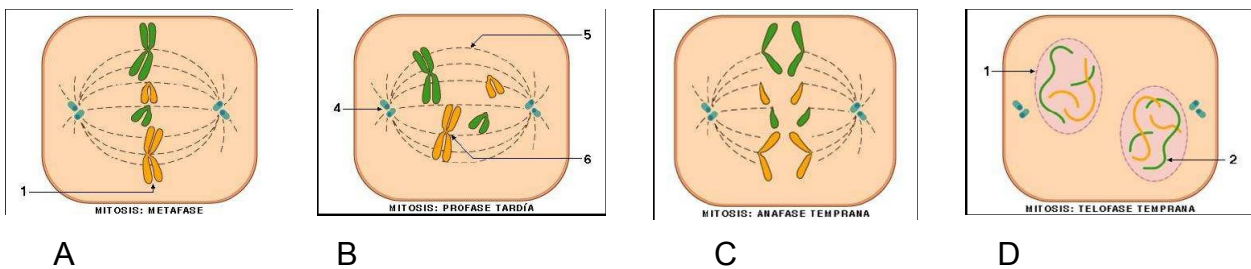 1
MITOSIS: METAFASE
5
4
6
MITOSIS: PROFASE TARDÍA
MITOSIS: ANAFASE TEMPRANA
1
2
MITOSIS: TELOFASE TEMPRANA
A
B
C
D